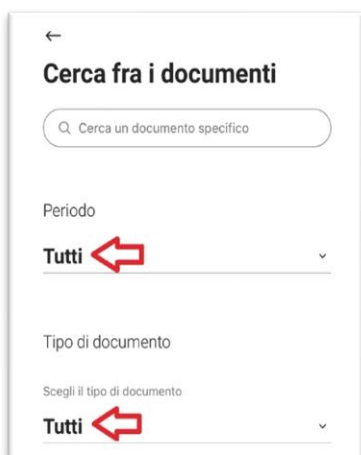 Cerca fra i documenti
Cerca un documento specifico
Periodo
Tutti
Tipo di documento
Scegli il tipo di documento
Tutti